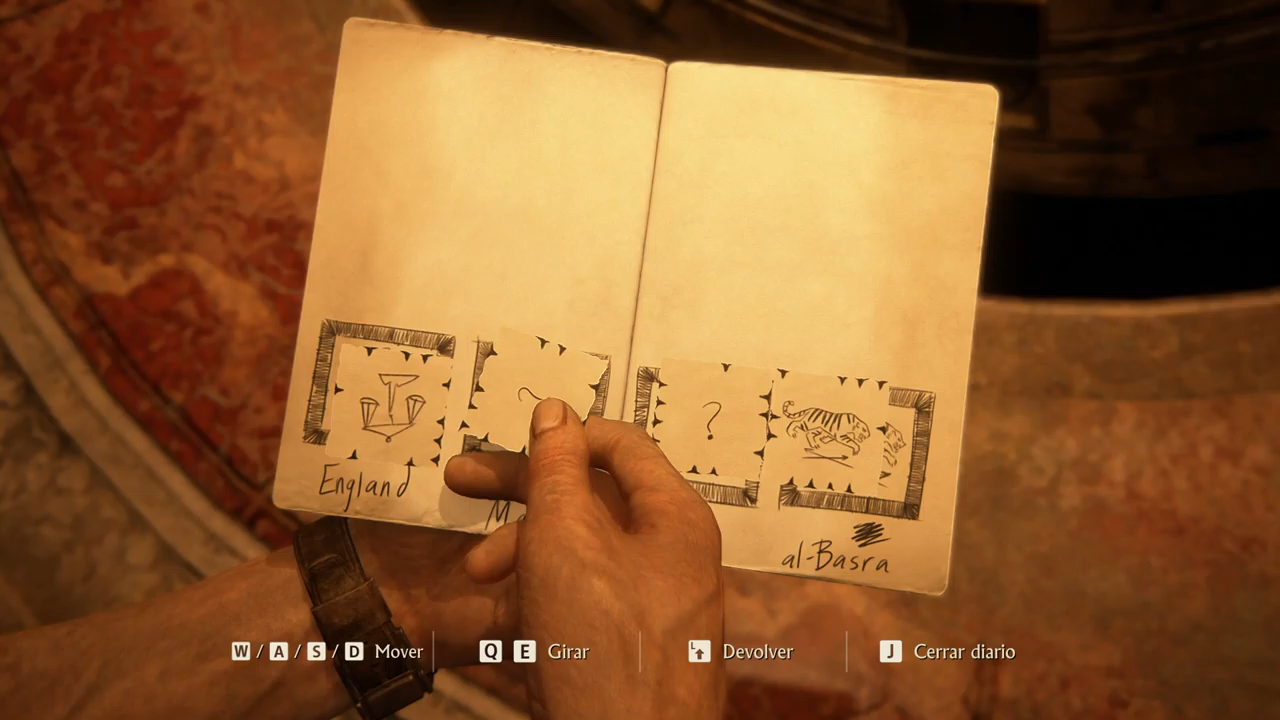 ?
England
al-Basra
W / A / S / D Mover
Q E Girar
L Devolver
J Cerrar diario